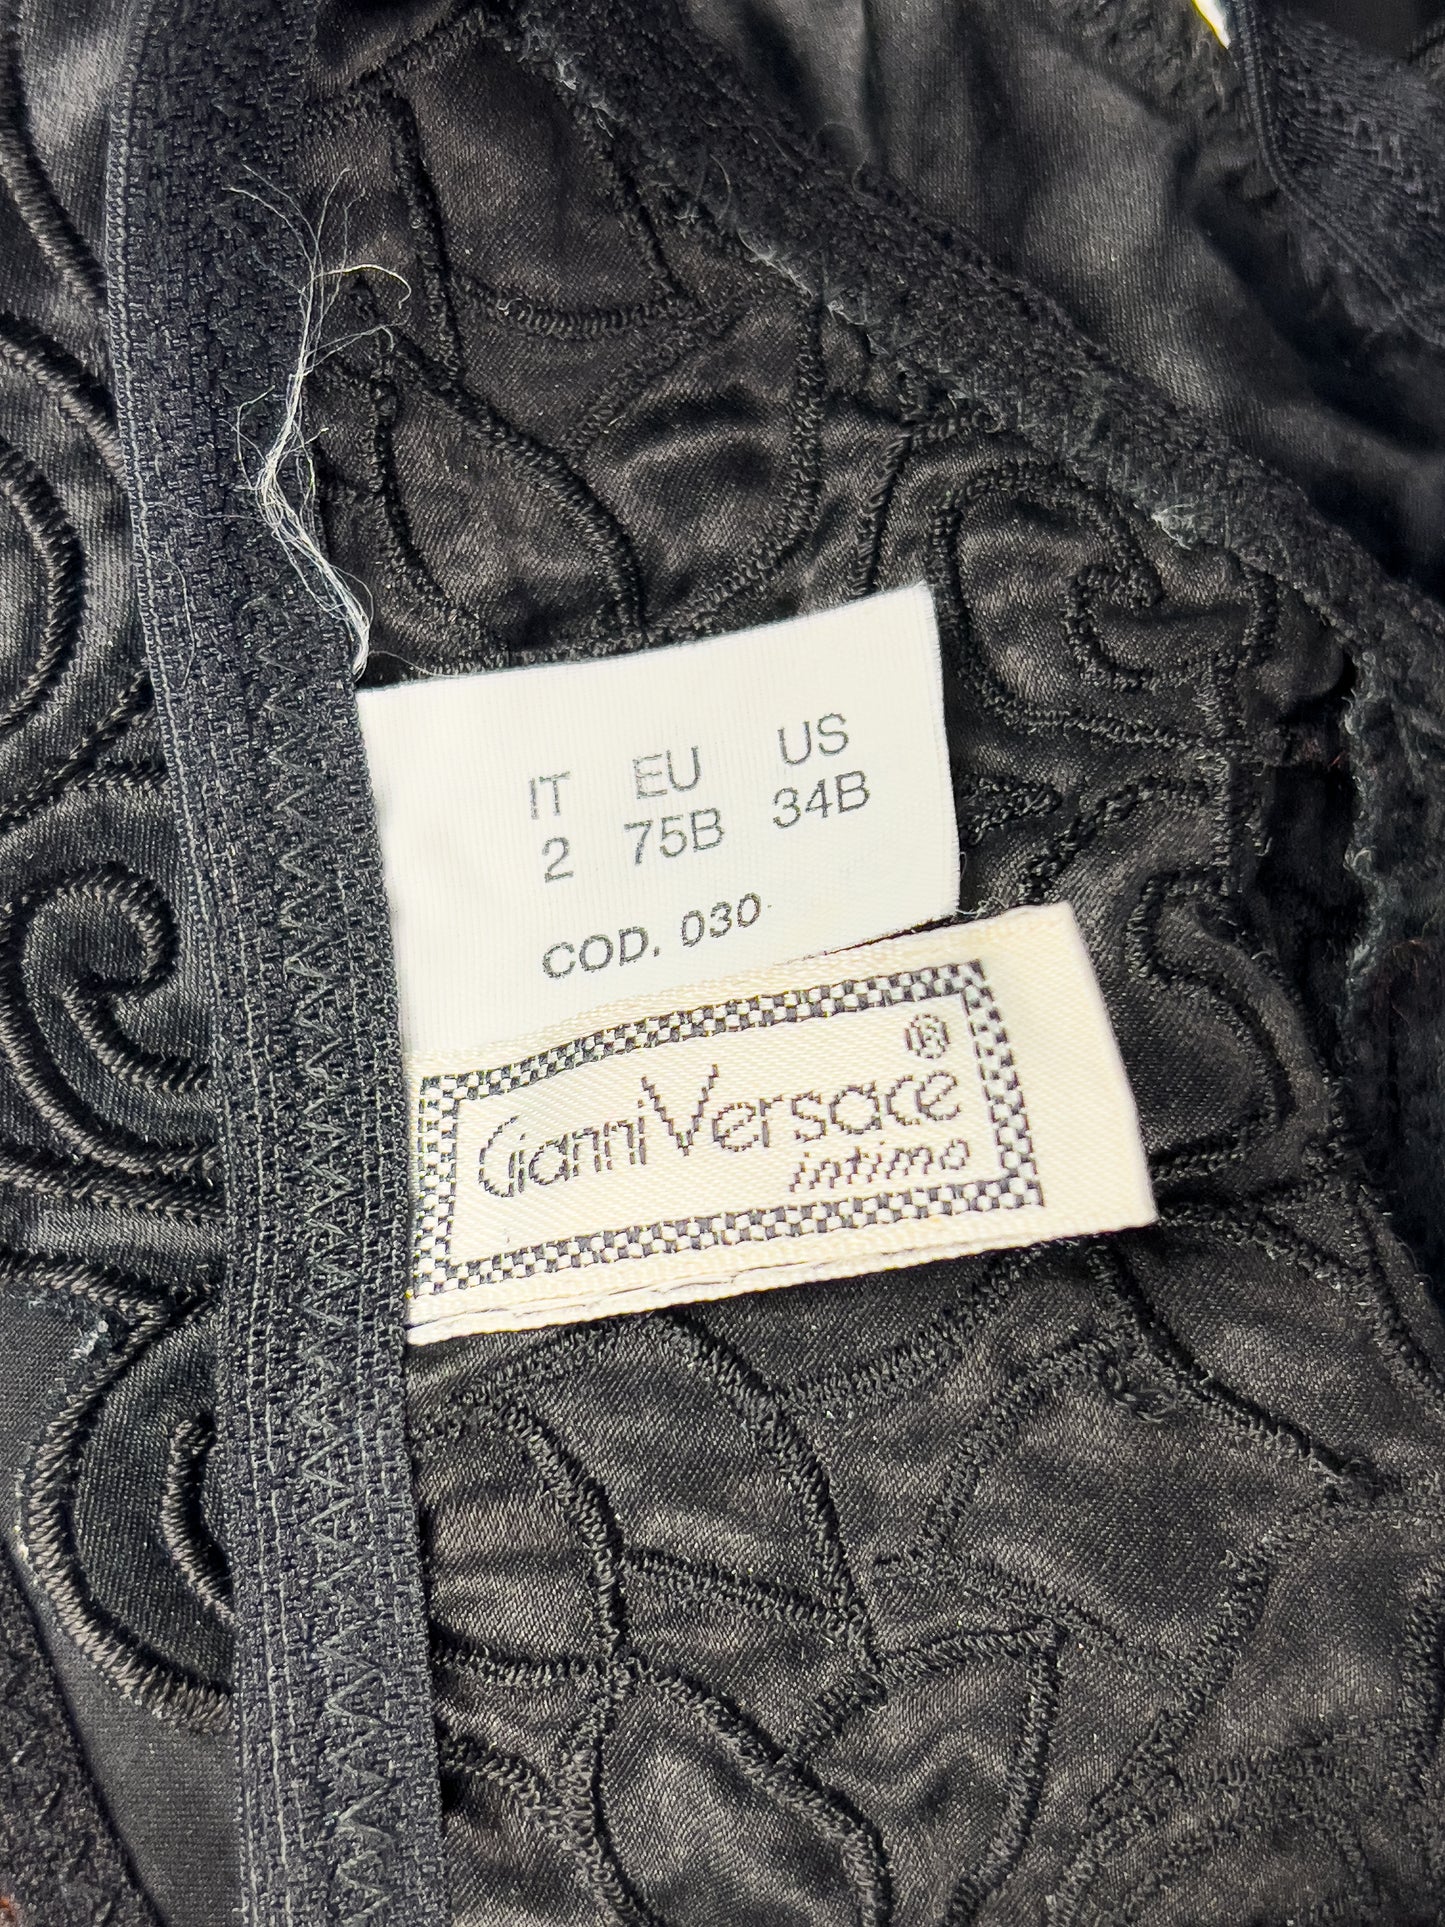 IT EU US
2 75B 34B
COD. 030
®
Gianni Versace
intimo